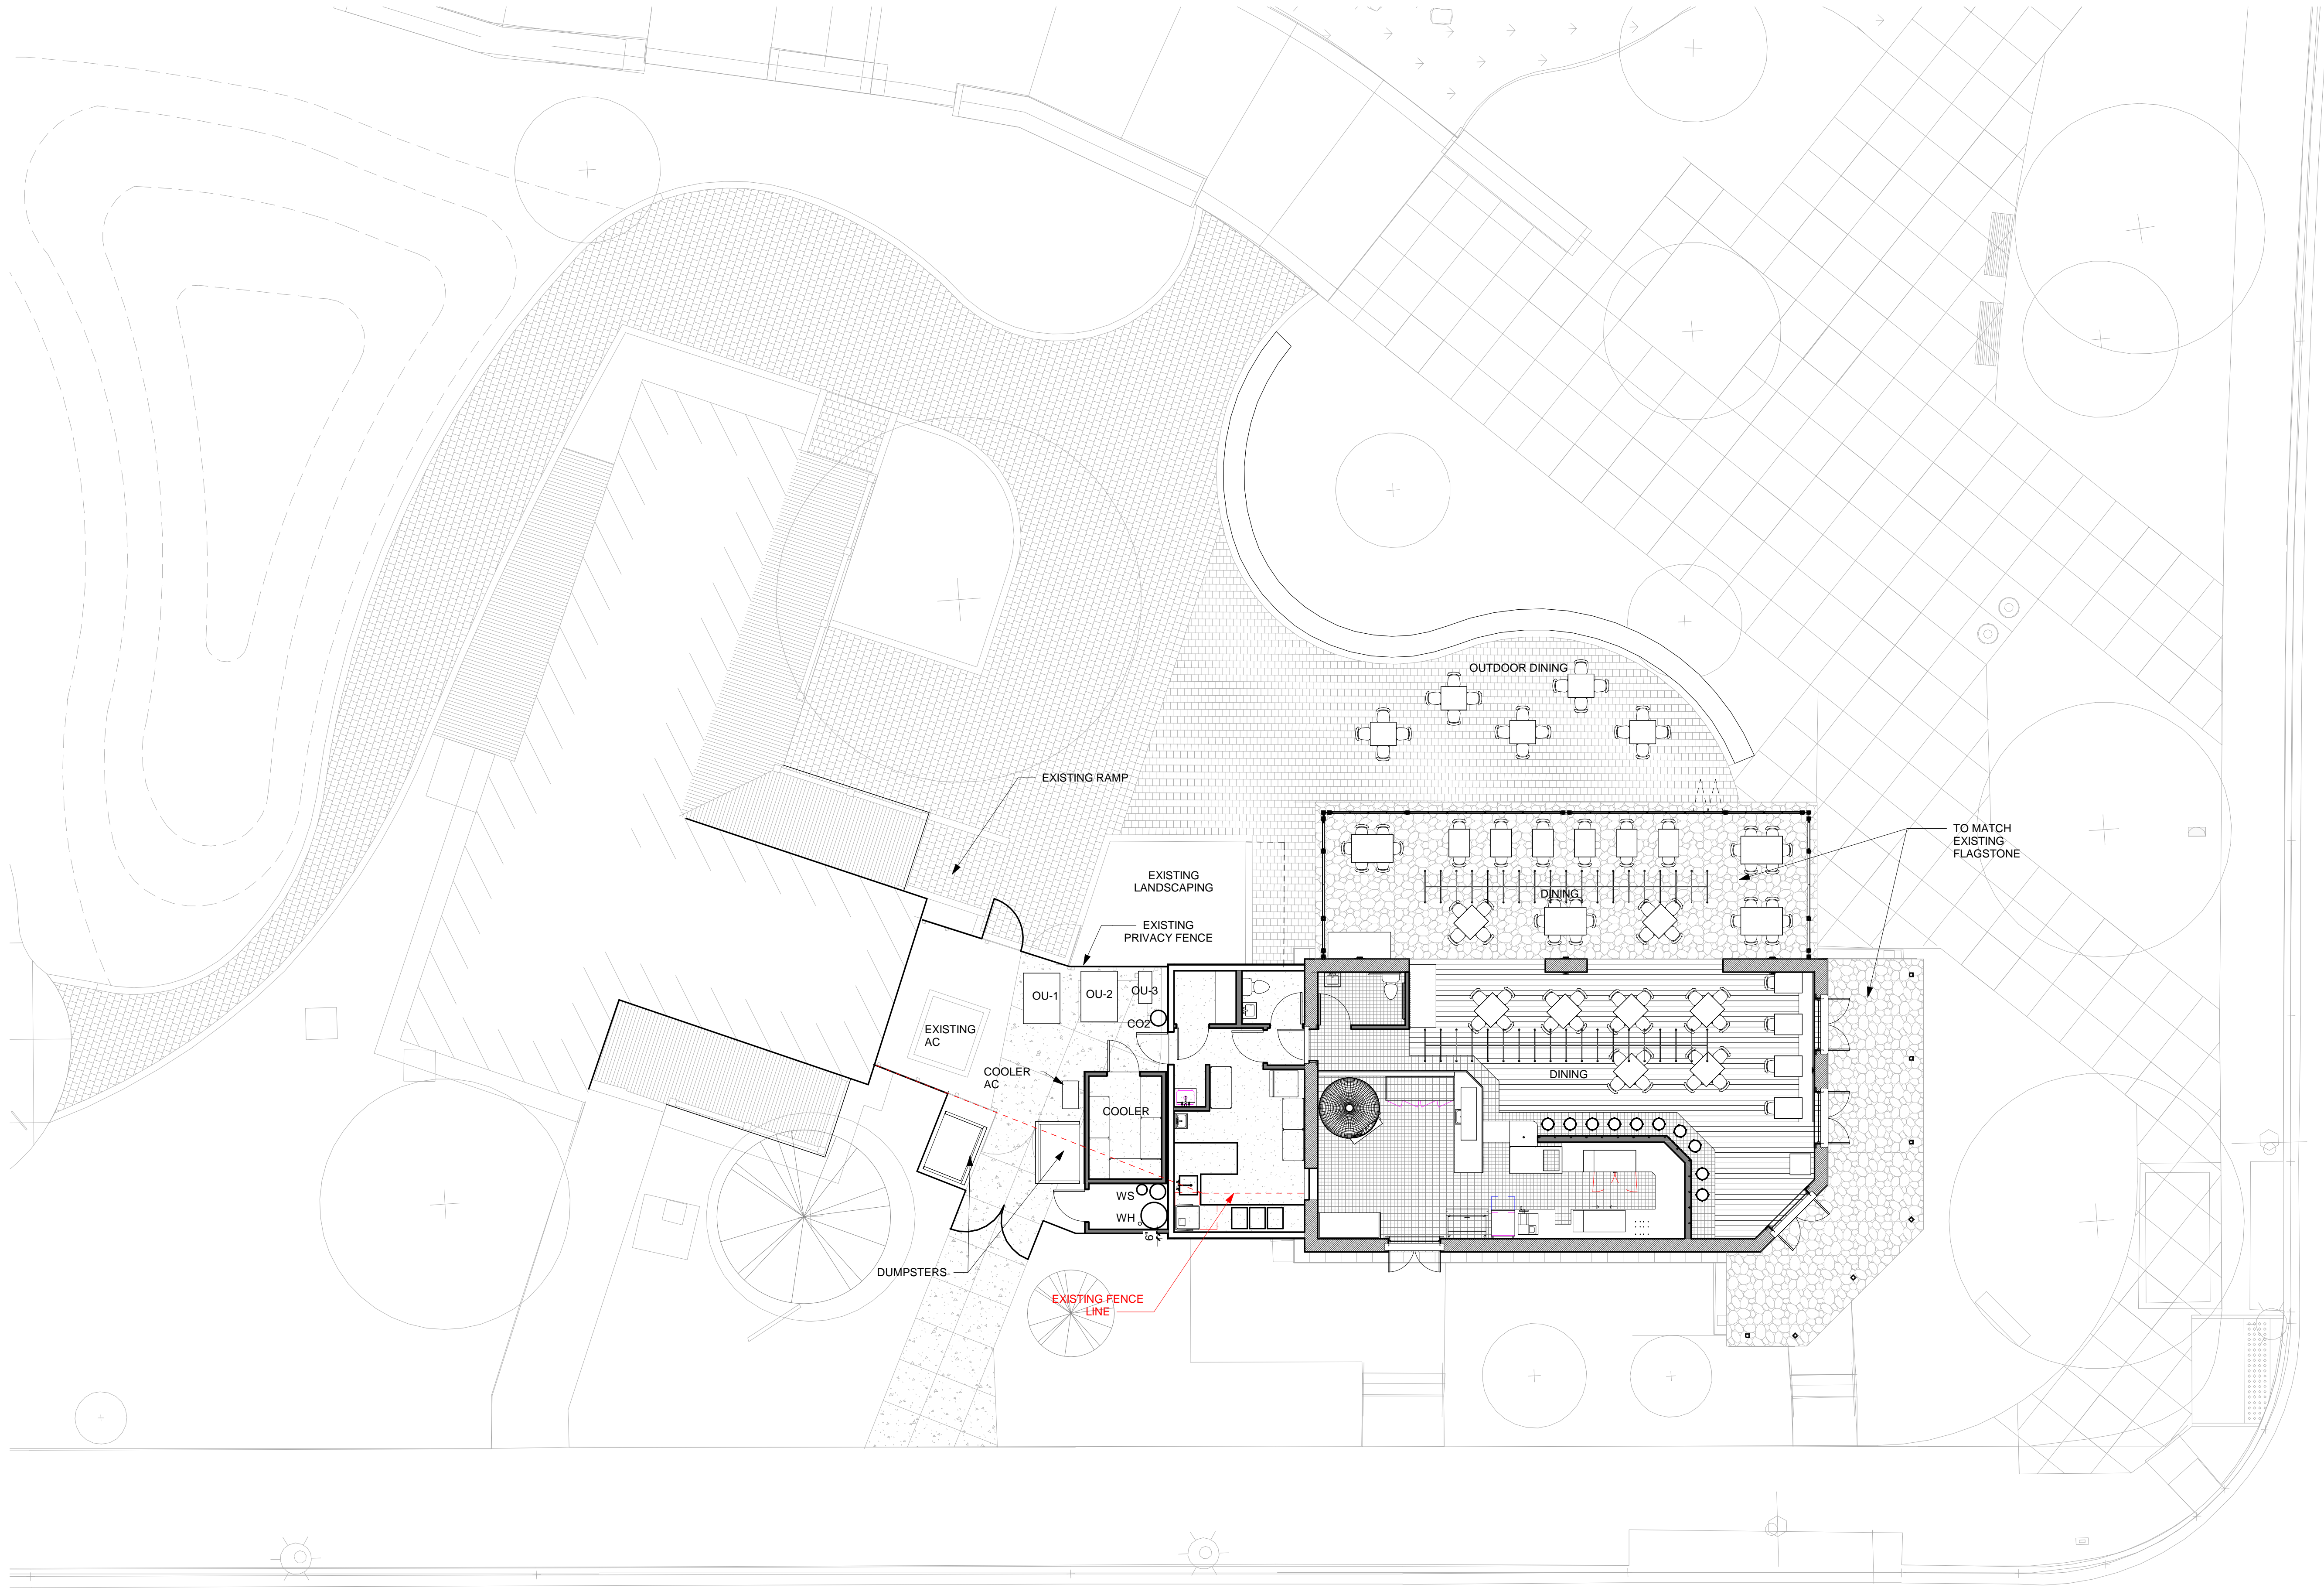 OUTDOOR DINING
EXISTING RAMP
TO MATCH
EXISTING
FLAGSTONE
EXISTING
LANDSCAPING
DINING
EXISTING
PRIVACY FENCE
OU-1
OU-2
OU-3
CO2
EXISTING
AC
COOLER
AC
COOLER
DINING
WS
WH
6"
DUMPSTERS
EXISTING FENCE
LINE